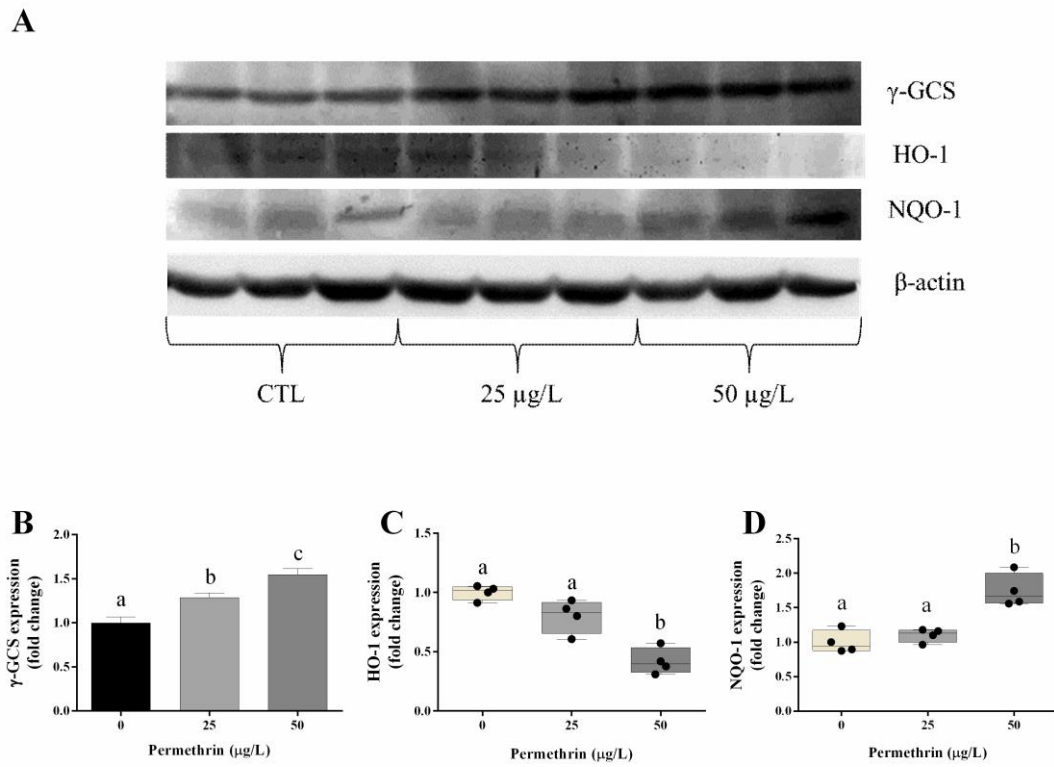 A
γ-GCS
HO-1
NQO-1
β-actin
CTL
25 µg/L
50 µg/L
B
γ-GCS expression
(fold change)
2.0
1.5
1.0
0.5
0.0
a
b
c
0
25
50
Permethrin (µg/L)
C
HO-1 expression
(fold change)
1.5
1.0
0.5
0.0
a
a
b
0
25
50
Permethrin (µg/L)
D
NQO-1 expression
(fold change)
2.5
2.0
1.5
1.0
0.5
0.0
a
a
b
0
25
50
Permethrin (µg/L)